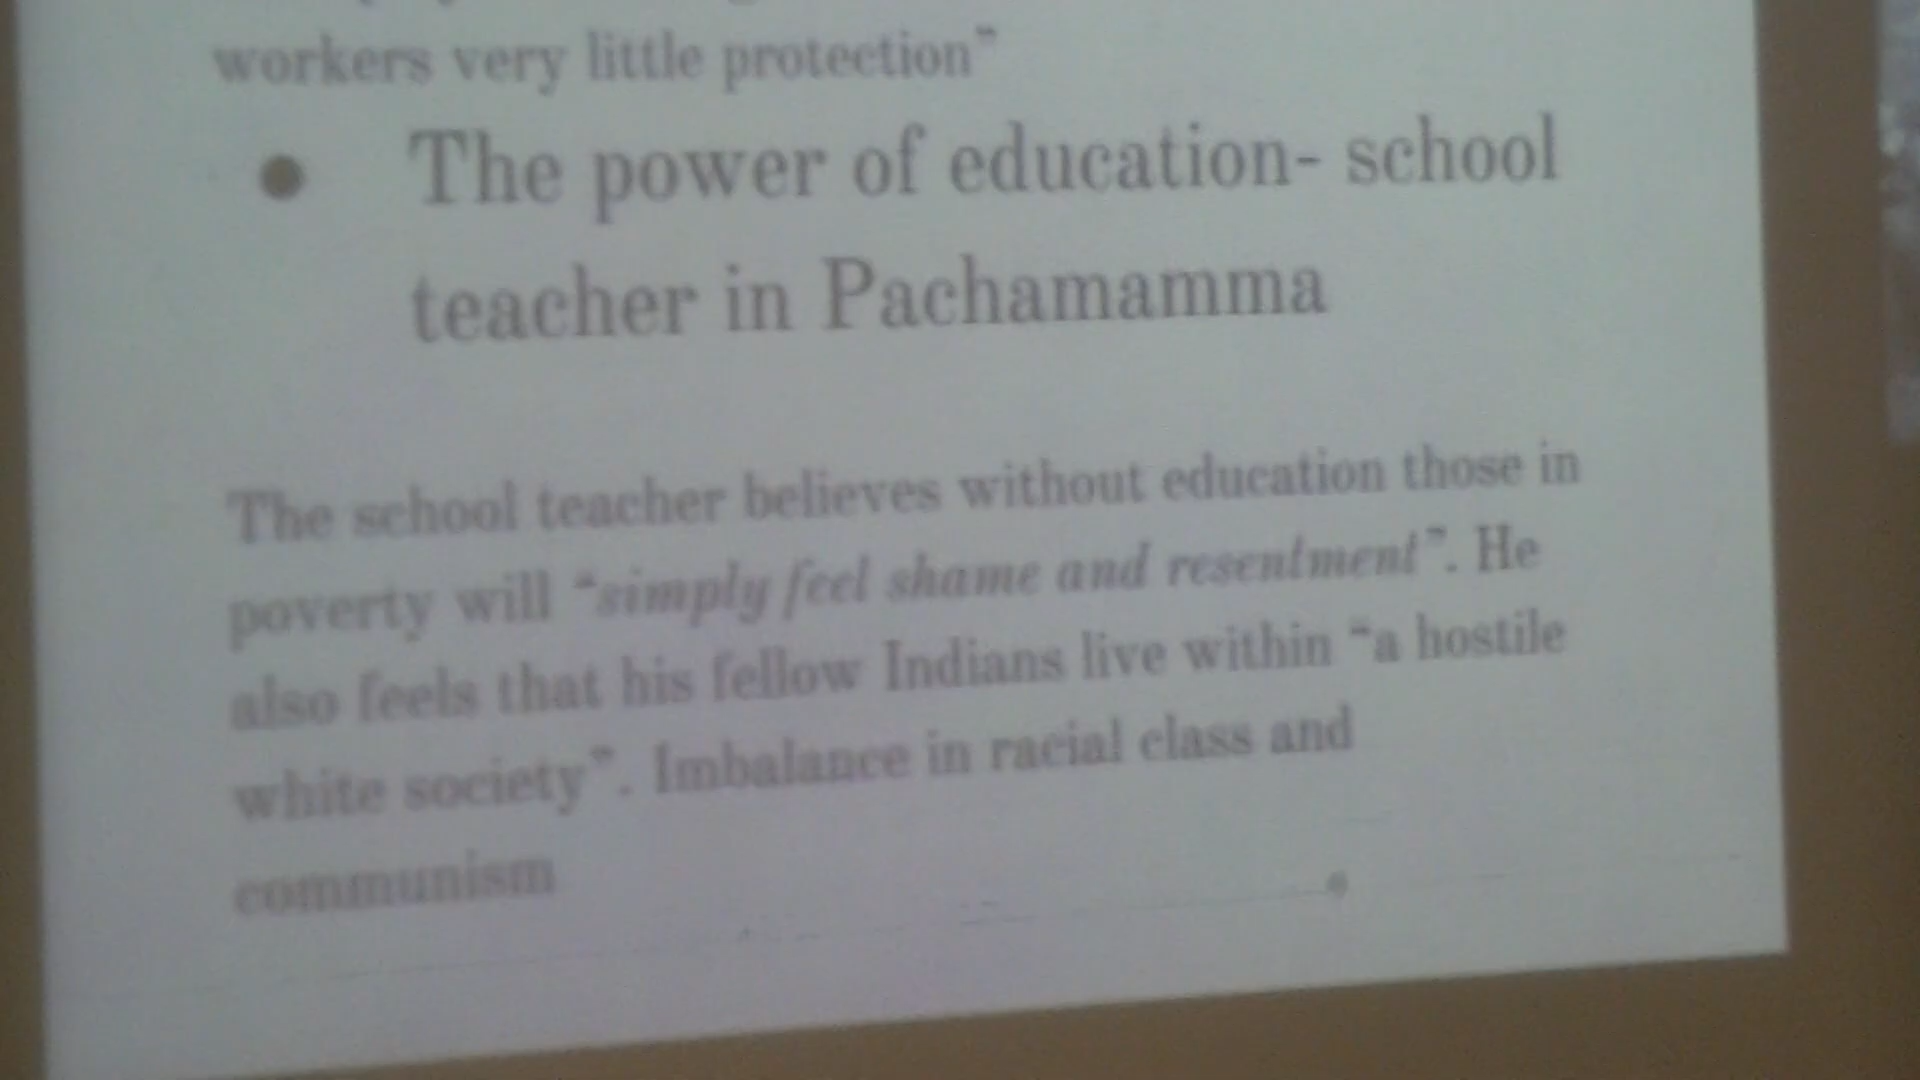 workers very little protection”
● The power of education- school
teacher in Pachamamma
The school teacher believes without education those in
poverty will “simply feel shame and resentment”. He
also feels that his fellow Indians live within “a hostile
white society”. Imbalance in racial class and
communism